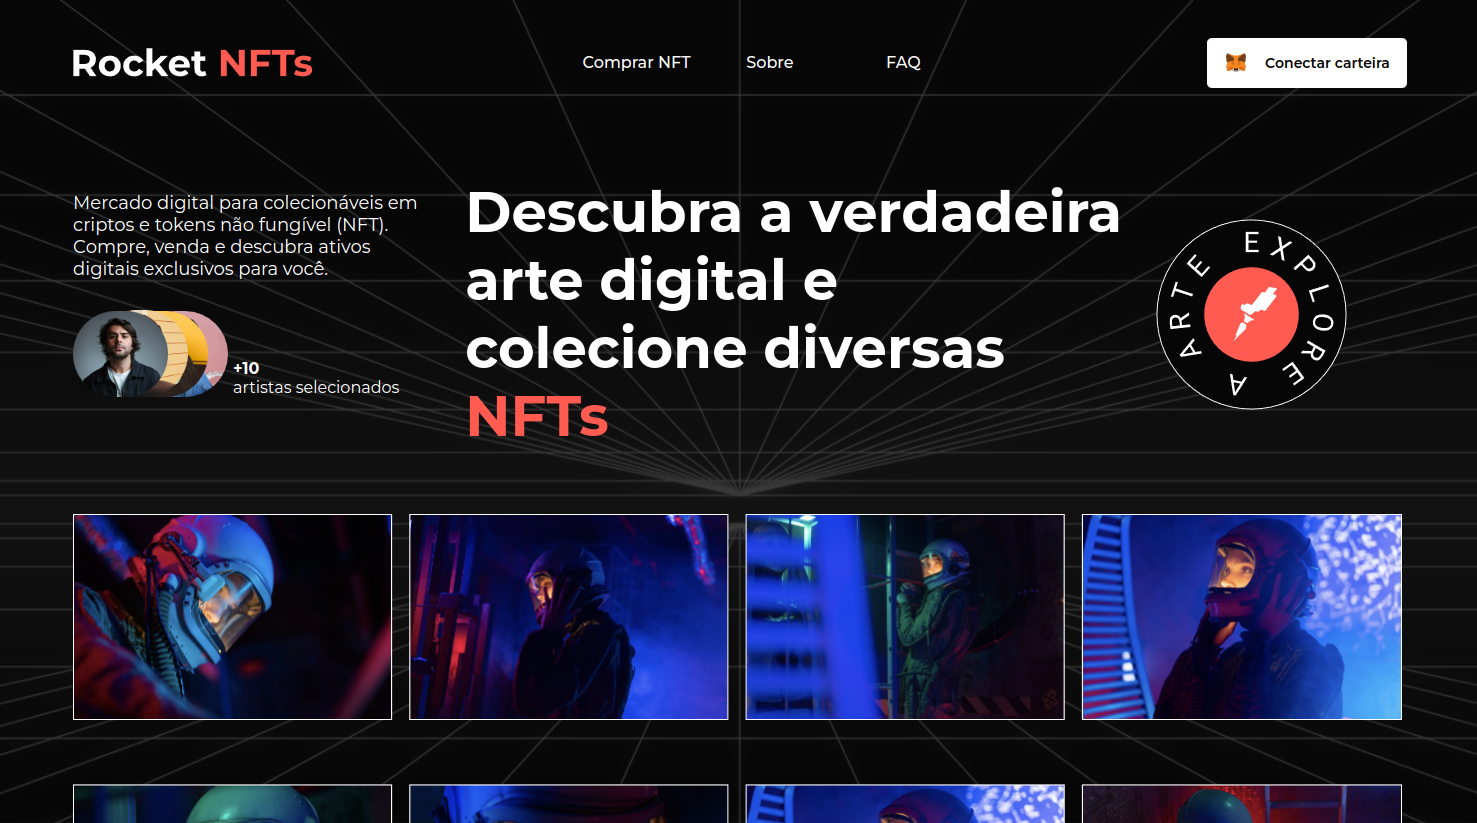 Rocket NFTs
Comprar NFT
Sobre
FAQ
Conectar carteira
Mercado digital para colecionáveis em
criptos e tokens não fungível (NFT).
Compre, venda e descubra ativos
digitais exclusivos para você.
+10
artistas selecionados
Descubra a verdadeira
arte digital e
colecione diversas
NFTs
EXPLORE A ARTE